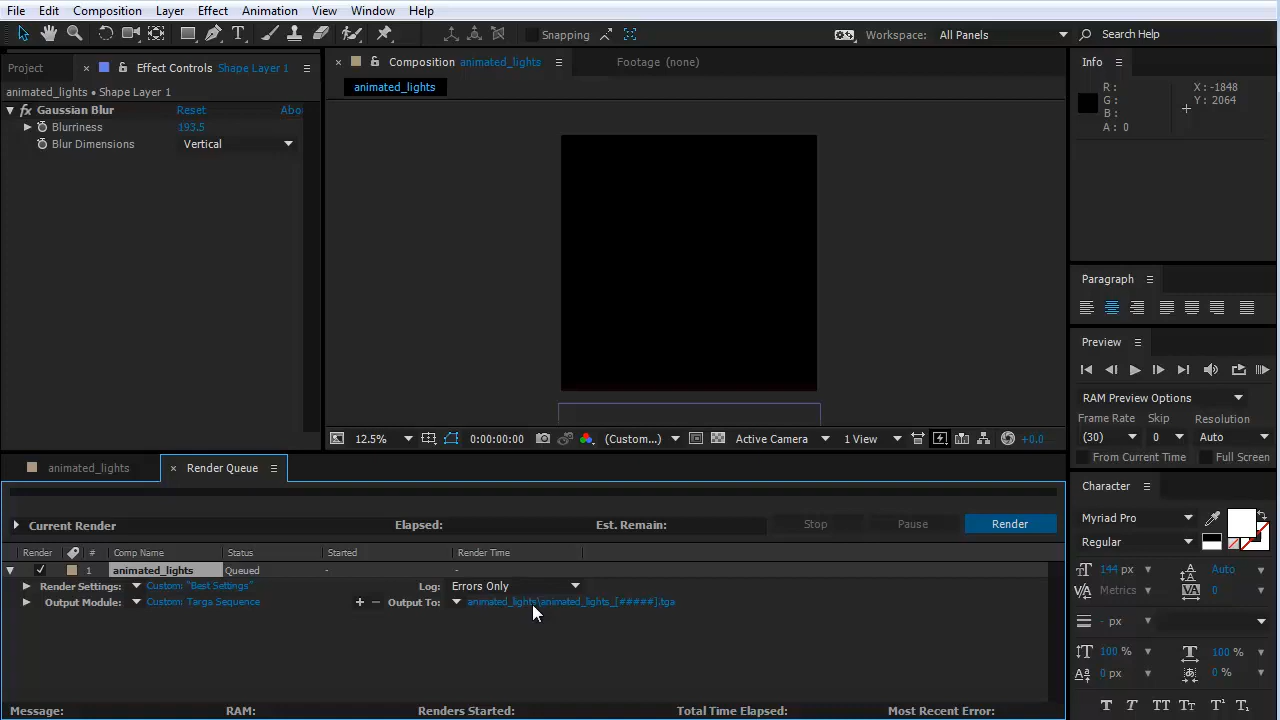 File Edit Composition Layer Effect Animation View Window Help
Snapping Workspace: All Panels Search Help
Project × Effect Controls Shape Layer 1
animated_lights • Shape Layer 1
fx Gaussian Blur Reset Abo
Blurriness 193.5
Blur Dimensions Vertical
× Composition animated_lights Footage (none)
animated_lights
12.5% 0:00:00:00 (Custom...) Active Camera 1 View +0.0
Info
R: X: -1848
G: Y: 2064
B:
A: 0
Paragraph
Preview
RAM Preview Options
Frame Rate Skip Resolution
(30) 0 Auto
From Current Time Full Screen
Character
Myriad Pro
Regular
144 px Auto
Metrics 0
- px
100 % 100 %
0 px 0 %
T T TT Tt T¹ T₁
animated_lights × Render Queue
Current Render Elapsed: Est. Remain: Stop Pause Render
Render # Comp Name Status Started Render Time
1 animated_lights Queued - -
Render Settings: Custom: "Best Settings" Log: Errors Only
Output Module: Custom: Targa Sequence + − Output To: animated_lights\animated_lights_[#####].tga
Message: RAM: Renders Started: Total Time Elapsed: Most Recent Error: